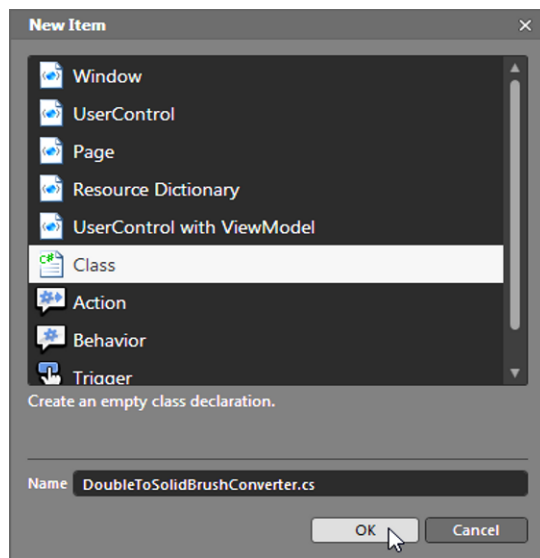 New Item
Window
UserControl
Page
Resource Dictionary
UserControl with ViewModel
C# Class
Action
Behavior
Trigger
Create an empty class declaration.
Name DoubleToSolidBrushConverter.cs
OK Cancel